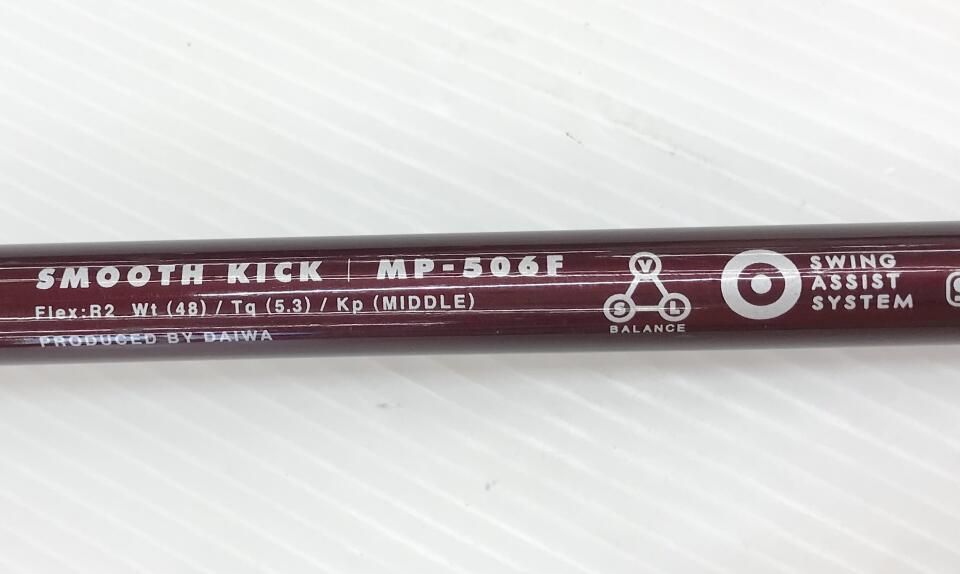 SMOOTH KICK | MP-506F
Flex:R2 Wt (48) / Tq (5.3) / Kp (MIDDLE)
PRODUCED BY DAIWA
V
S L
BALANCE
SWING
ASSIST
SYSTEM